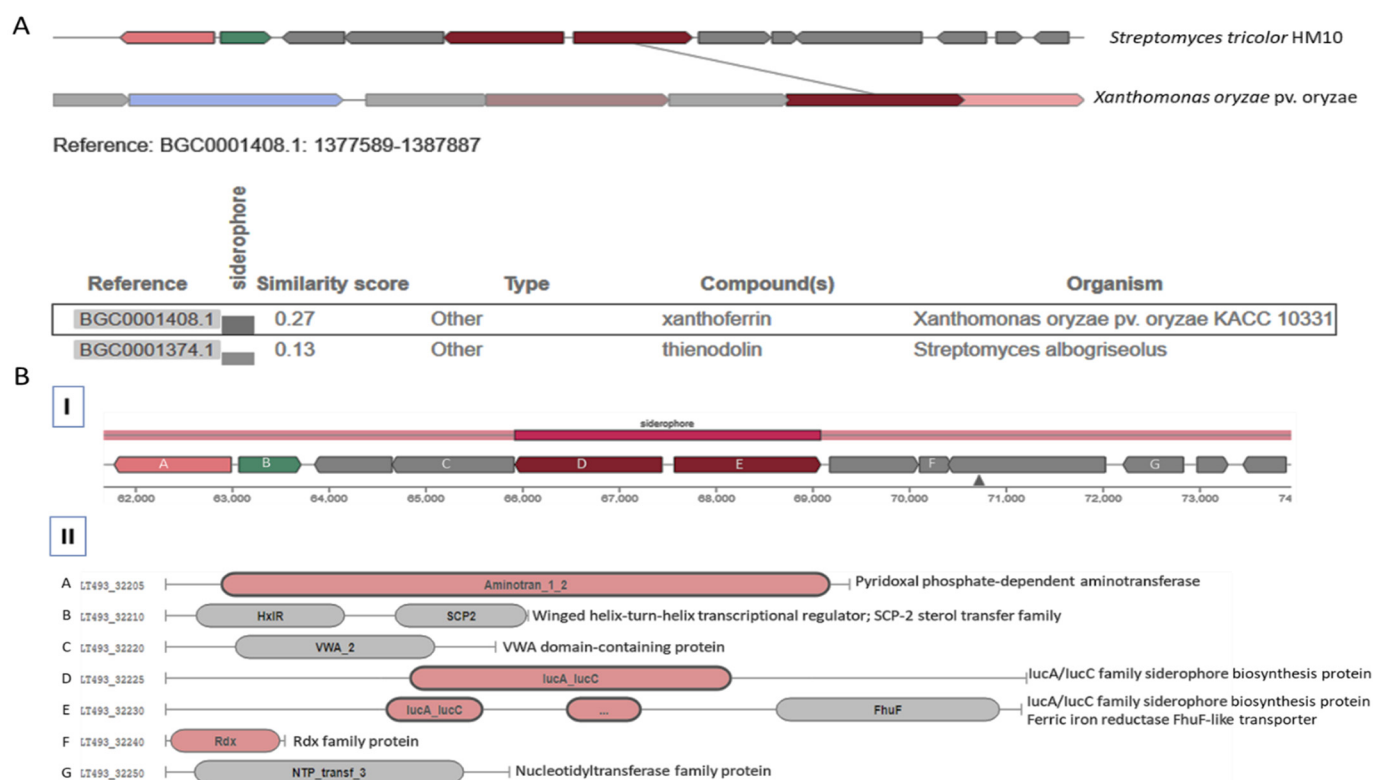 A
Streptomyces tricolor HM10
Xanthomonas oryzae pv. oryzae
Reference: BGC0001408.1: 1377589-1387887
siderophore
Reference Similarity score Type Compound(s) Organism
BGC0001408.1 0.27 Other xanthoferrin Xanthomonas oryzae pv. oryzae KACC 10331
BGC0001374.1 0.13 Other thienodolin Streptomyces albogriseolus
B
I
siderophore
A B C D E F G
62,000 63,000 64,000 65,000 66,000 67,000 68,000 69,000 70,000 71,000 72,000 73,000 74
II
A LT493_32205 Aminotran_1_2 Pyridoxal phosphate-dependent aminotransferase
B LT493_32210 HxlR SCP2 Winged helix-turn-helix transcriptional regulator; SCP-2 sterol transfer family
C LT493_32220 VWA_2 VWA domain-containing protein
D LT493_32225 IucA_IucC IucA/IucC family siderophore biosynthesis protein
E LT493_32230 IucA_IucC ... FhuF IucA/IucC family siderophore biosynthesis protein
Ferric iron reductase FhuF-like transporter
F LT493_32240 Rdx Rdx family protein
G LT493_32250 NTP_transf_3 Nucleotidyltransferase family protein